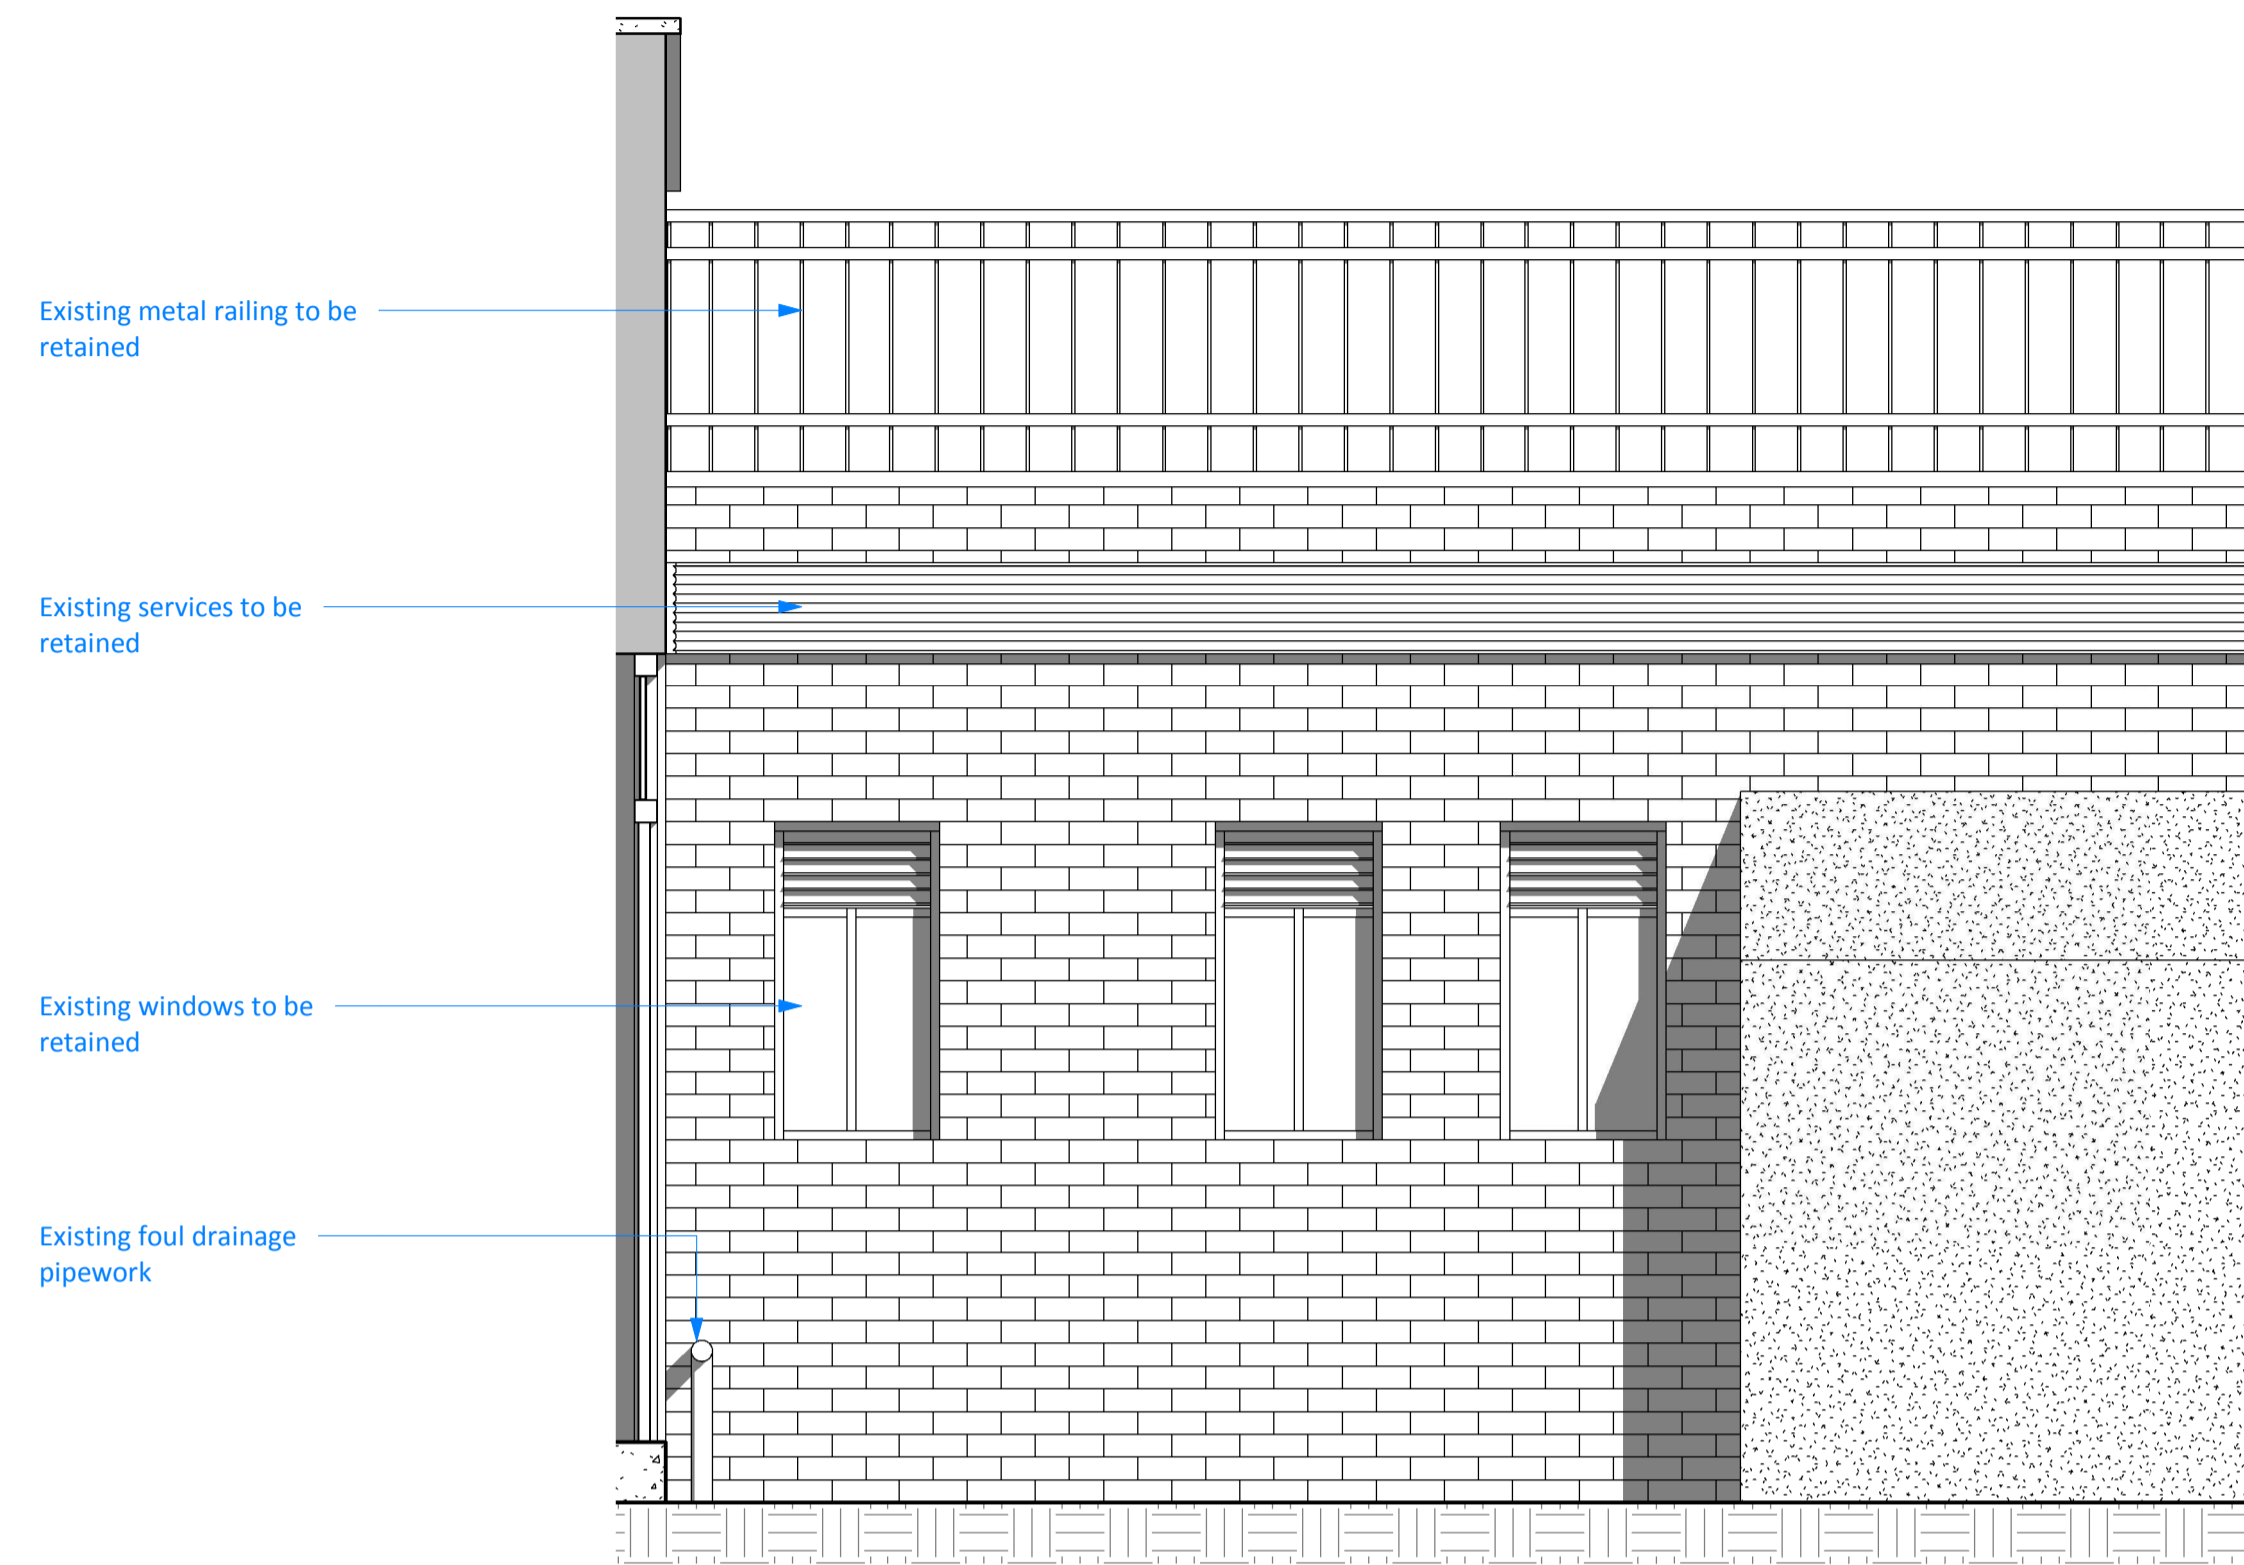 Existing metal railing to be
retained
Existing services to be
retained
Existing windows to be
retained
Existing foul drainage
pipework